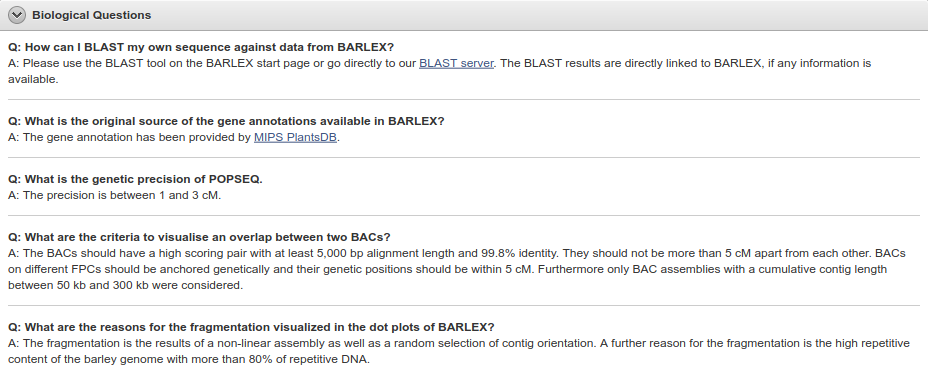 Biological Questions
Q: How can I BLAST my own sequence against data from BARLEX?
A: Please use the BLAST tool on the BARLEX start page or go directly to our BLAST server. The BLAST results are directly linked to BARLEX, if any information is
available.
Q: What is the original source of the gene annotations available in BARLEX?
A: The gene annotation has been provided by MIPS PlantsDB.
Q: What is the genetic precision of POPSEQ.
A: The precision is between 1 and 3 cM.
Q: What are the criteria to visualise an overlap between two BACs?
A: The BACs should have a high scoring pair with at least 5,000 bp alignment length and 99.8% identity. They should not be more than 5 cM apart from each other. BACs
on different FPCs should be anchored genetically and their genetic positions should be within 5 cM. Furthermore only BAC assemblies with a cumulative contig length
between 50 kb and 300 kb were considered.
Q: What are the reasons for the fragmentation visualized in the dot plots of BARLEX?
A: The fragmentation is the results of a non-linear assembly as well as a random selection of contig orientation. A further reason for the fragmentation is the high repetitive
content of the barley genome with more than 80% of repetitive DNA.